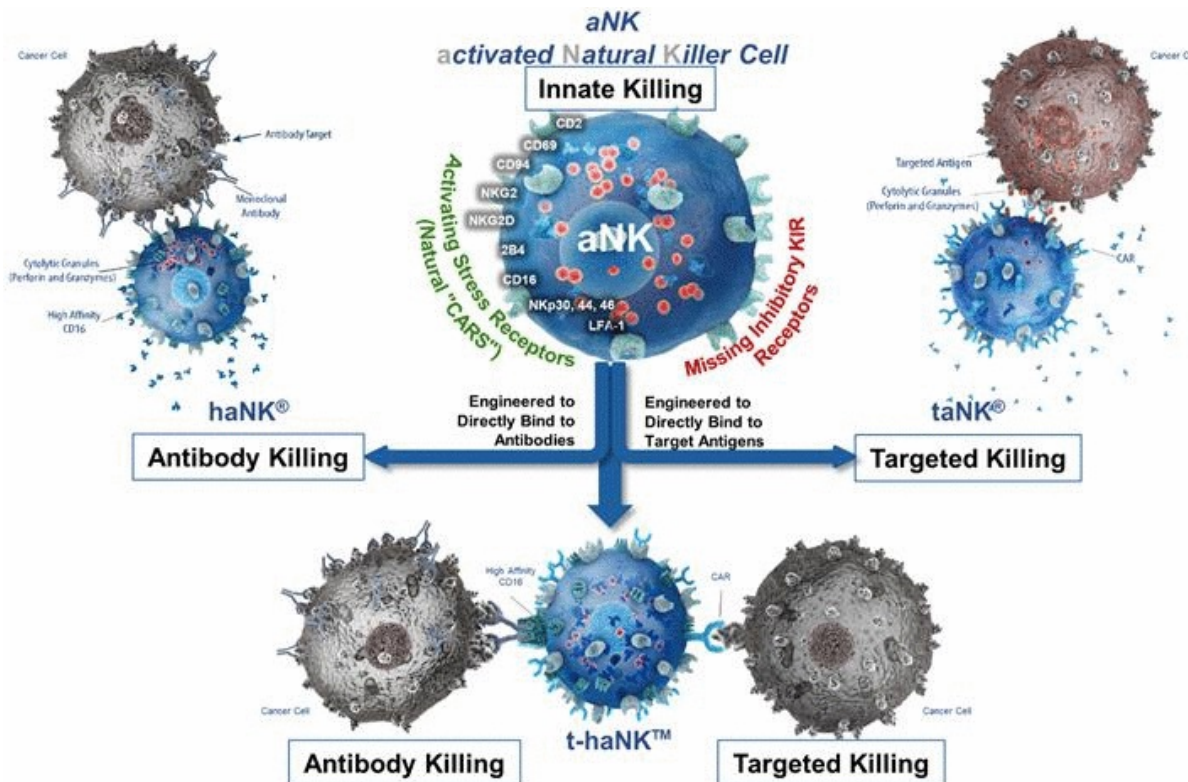 aNK
activated Natural Killer Cell
Innate Killing
Cancer Cell
Antibody Target
Monoclonal
Antibody
Cytolytic Granules
(Perforin and Granzymes)
High Affinity
CD16
haNK®
Antibody Killing
CD2
CD69
CD94
NKG2
NKG2D
2B4
CD16
NKp30, 44, 46
LFA-1
aNK
Activating Stress Receptors
(Natural "CARS")
Missing Inhibitory KIR
Receptors
Cancer C
Targeted Antigen
Cytolytic Granules
(Perforin and Granzymes)
CAR
taNK®
Targeted Killing
Engineered to
Directly Bind to
Antibodies
Engineered to
Directly Bind to
Target Antigens
High Affinity
CD16
CAR
Cancer Cell
Cancer Cell
t-haNK™
Antibody Killing
Targeted Killing